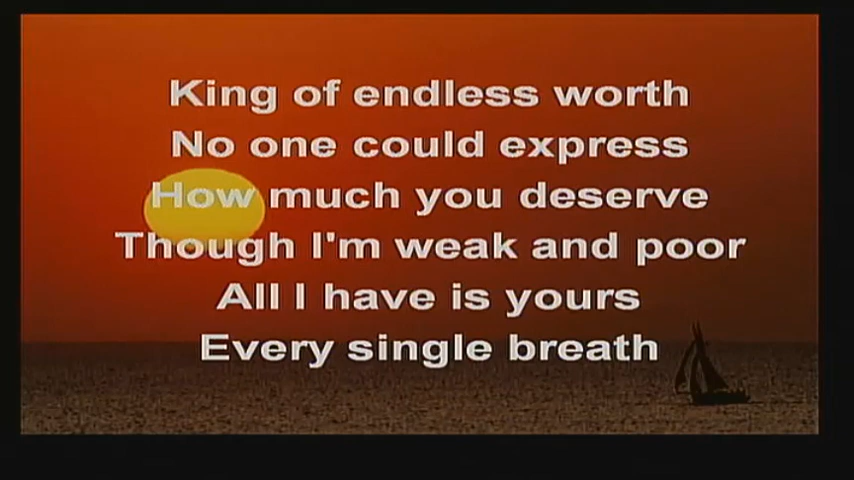 King of endless worth
No one could express
How much you deserve
Though I'm weak and poor
All I have is yours
Every single breath